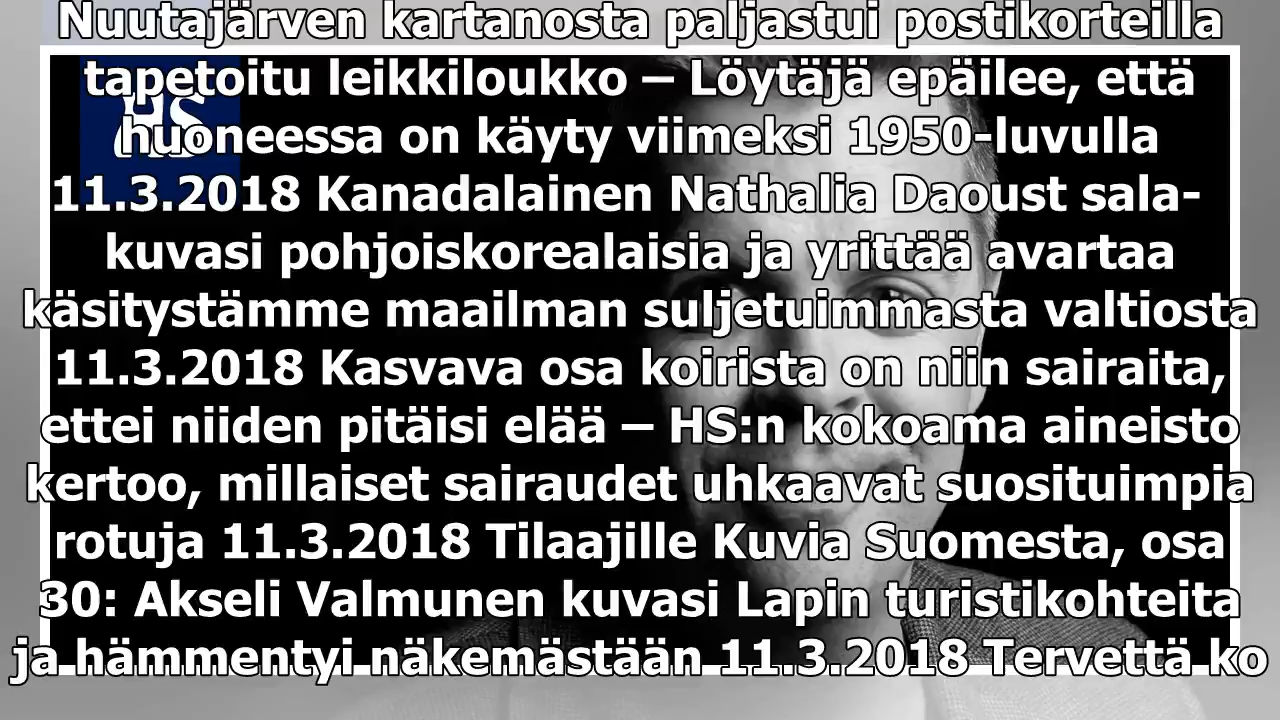 Nuutajärven kartanosta paljastui postikorteilla
tapetoitu leikkiloukko – Löytäjä epäilee, että
huoneessa on käyty viimeksi 1950-luvulla
11.3.2018 Kanadalainen Nathalia Daoust sala-
kuvasi pohjoiskorealaisia ja yrittää avartaa
käsitystämme maailman suljetuimmasta valtiosta
11.3.2018 Kasvava osa koirista on niin sairaita,
ettei niiden pitäisi elää – HS:n kokoama aineisto
kertoo, millaiset sairaudet uhkaavat suosituimpia
rotuja 11.3.2018 Tilaajille Kuvia Suomesta, osa
30: Akseli Valmunen kuvasi Lapin turistikohteita
ja hämmentyi näkemästään 11.3.2018 Tervettä ko
HS